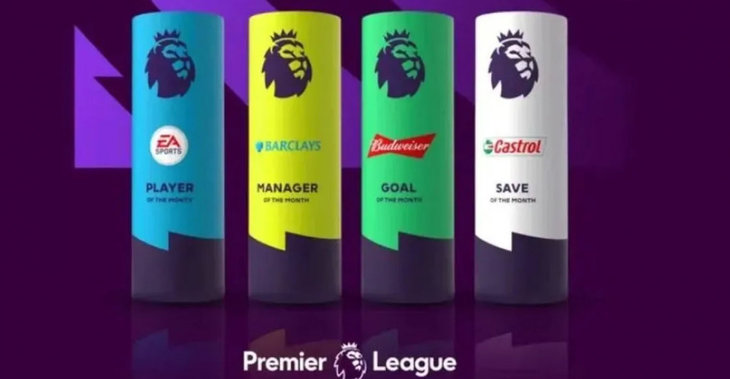 EA
SPORTS
PLAYER
OF THE MONTH
BARCLAYS
MANAGER
OF THE MONTH
Budweiser
GOAL
OF THE MONTH
Castrol
SAVE
OF THE MONTH
Premier League